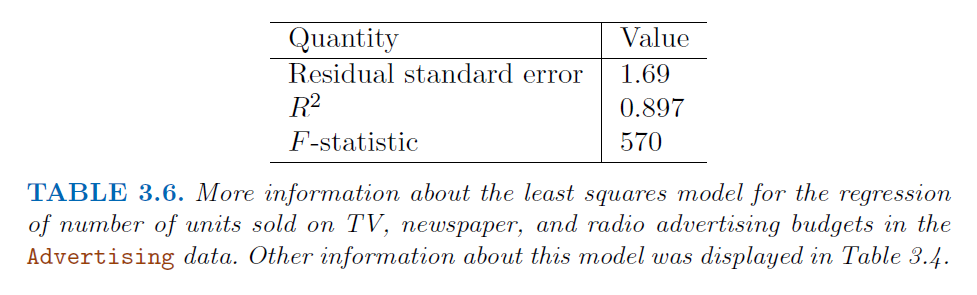 Quantity Value
Residual standard error 1.69
R² 0.897
F-statistic 570
TABLE 3.6. More information about the least squares model for the regression
of number of units sold on TV, newspaper, and radio advertising budgets in the
Advertising data. Other information about this model was displayed in Table 3.4.